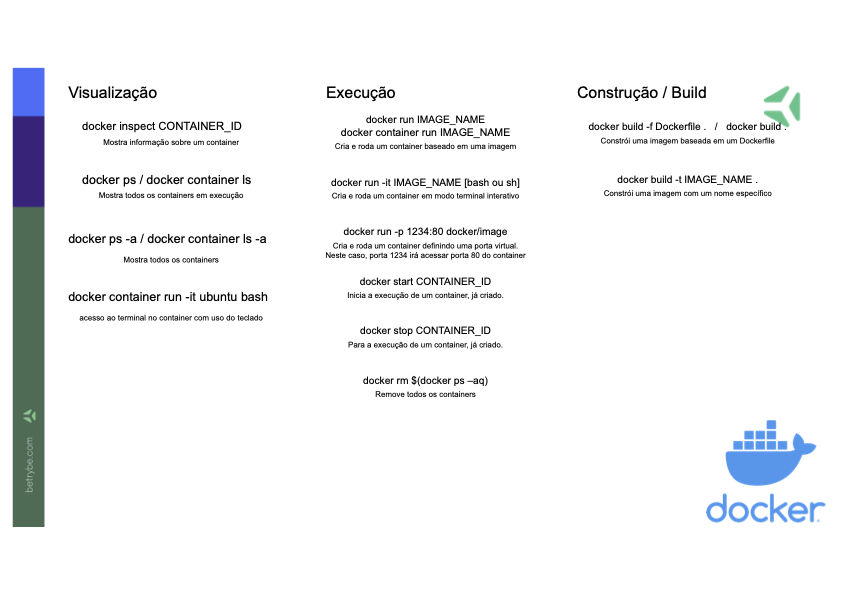 Visualização
docker inspect CONTAINER_ID
Mostra informação sobre um container
docker ps / docker container ls
Mostra todos os containers em execução
docker ps -a / docker container ls -a
Mostra todos os containers
docker container run -it ubuntu bash
acesso ao terminal no container com uso do teclado
Execução
docker run IMAGE_NAME
docker container run IMAGE_NAME
Cria e roda um container baseado em uma imagem
docker run -it IMAGE_NAME [bash ou sh]
Cria e roda um container em modo terminal interativo
docker run -p 1234:80 docker/image
Cria e roda um container definindo uma porta virtual.
Neste caso, porta 1234 irá acessar porta 80 do container
docker start CONTAINER_ID
Inicia a execução de um container, já criado.
docker stop CONTAINER_ID
Para a execução de um container, já criado.
docker rm $(docker ps –aq)
Remove todos os containers
Construção / Build
docker build -f Dockerfile . / docker build .
Constrói uma imagem baseada em um Dockerfile
docker build -t IMAGE_NAME .
Constrói uma imagem com um nome específico
betrybe.com
docker.